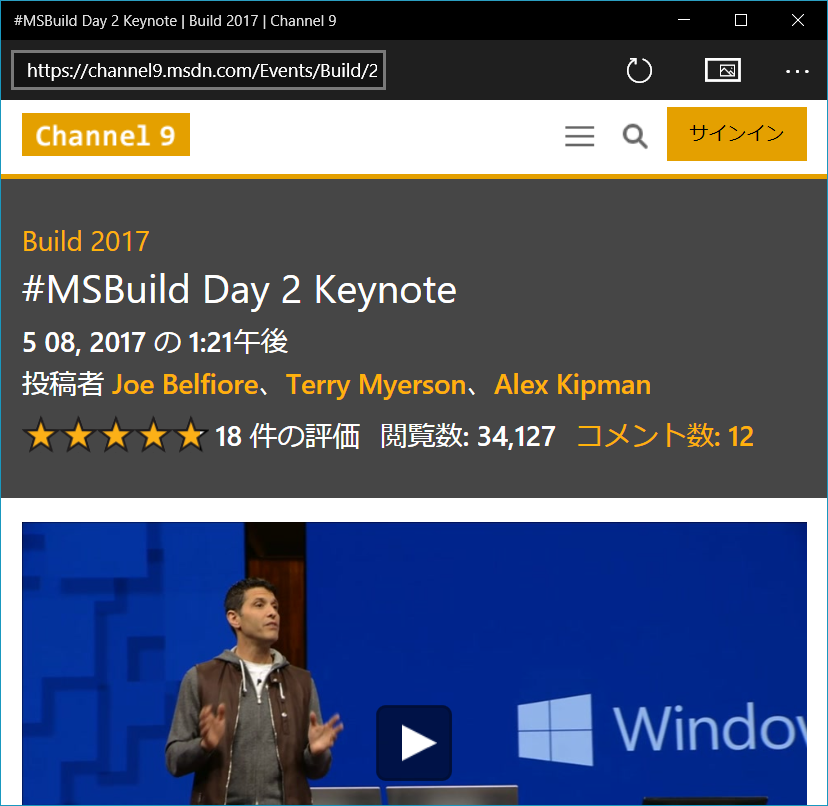 #MSBuild Day 2 Keynote | Build 2017 | Channel 9
https://channel9.msdn.com/Events/Build/2
Channel 9
サインイン
Build 2017
#MSBuild Day 2 Keynote
5 08, 2017 の 1:21午後
投稿者 Joe Belfiore、Terry Myerson、Alex Kipman
18 件の評価 閲覧数: 34,127 コメント数: 12
Window